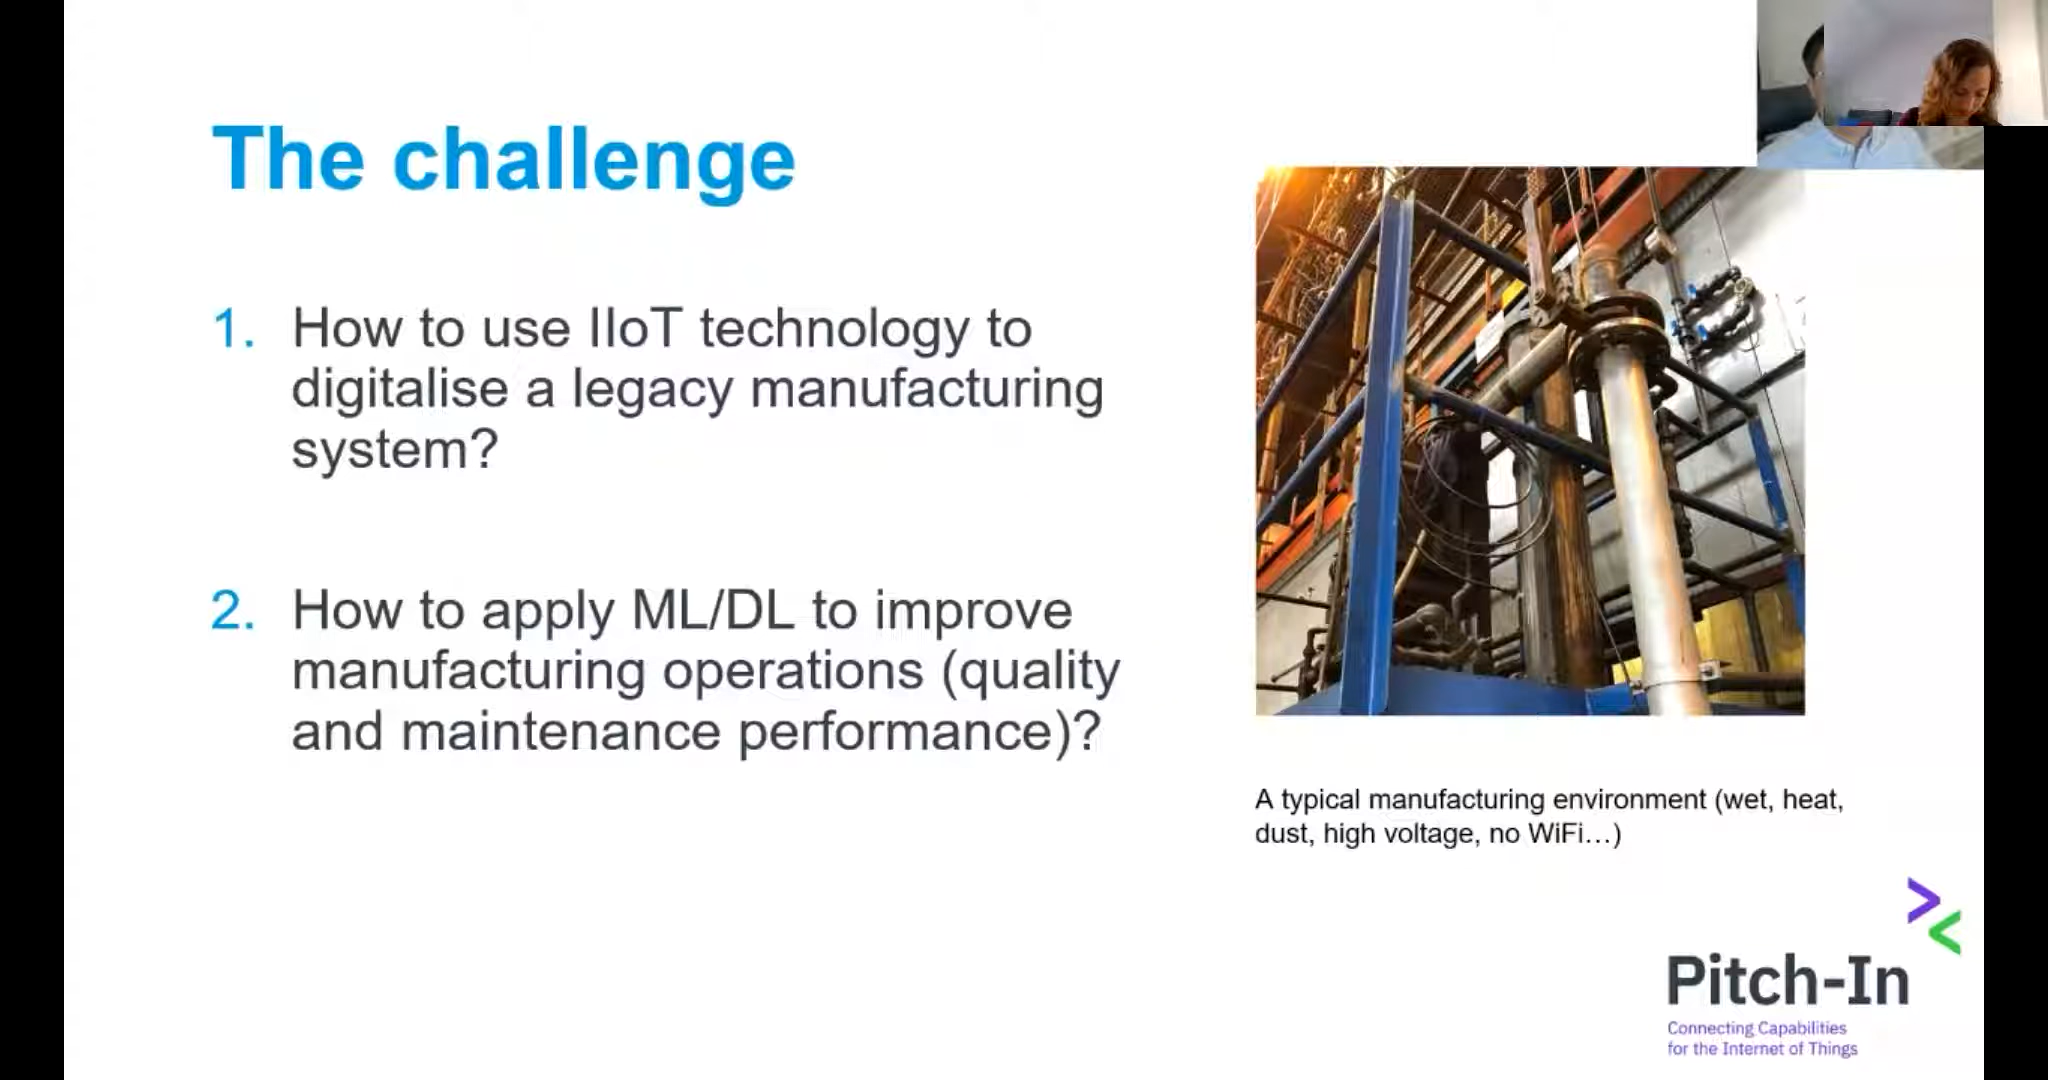 The challenge
1. How to use IIoT technology to
digitalise a legacy manufacturing
system?
2. How to apply ML/DL to improve
manufacturing operations (quality
and maintenance performance)?
A typical manufacturing environment (wet, heat,
dust, high voltage, no WiFi...)
Pitch-In
Connecting Capabilities
for the Internet of Things